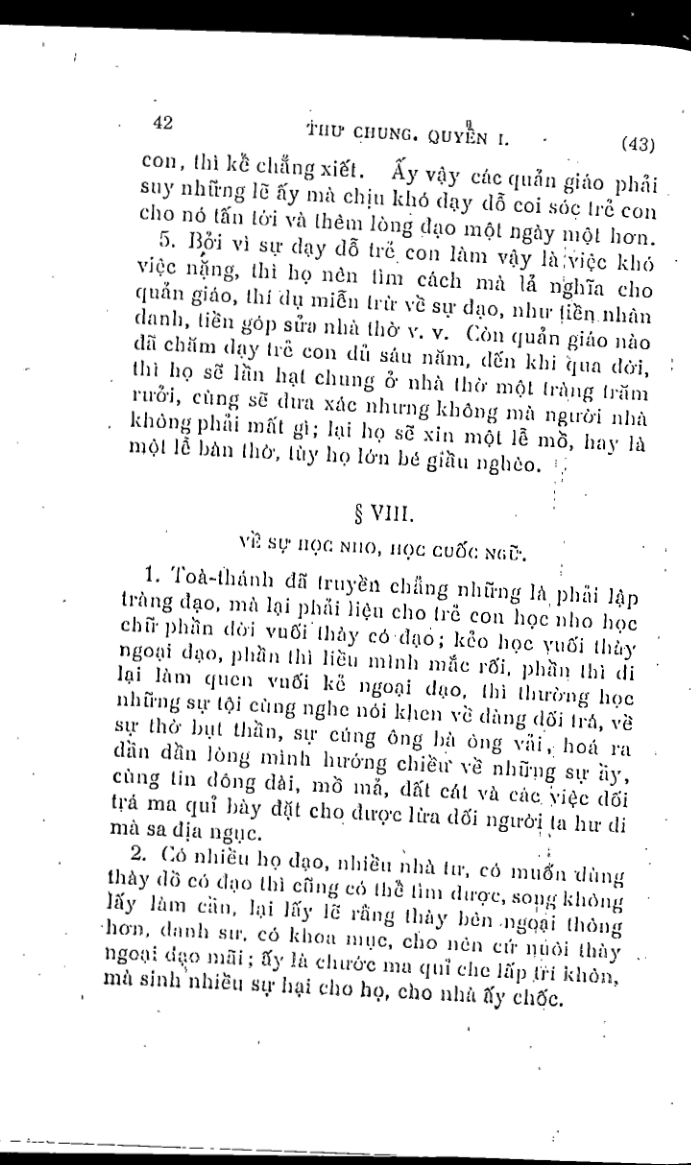 42 THƯ CHUNG. QUYỂN I. (43)
con, thì kể chẳng xiết. Ấy vậy các quản giáo phải
suy những lẽ ấy mà chịu khó dạy dỗ coi sóc trẻ con
cho nó tấn tới và thêm lòng đạo một ngày một hơn.
5. Bởi vì sự dạy dỗ trẻ con làm vậy là việc khó
việc nặng, thì họ nên tìm cách mà lả nghĩa cho
quản giáo, thí dụ miễn trừ về sự đạo, như tiền nhân
danh, tiền góp sửa nhà thờ v. v. Còn quản giáo nào
đã chăm dạy trẻ con đủ sáu năm, đến khi qua đời,
thì họ sẽ lần hạt chung ở nhà thờ một tràng trăm
rưởi, cùng sẽ đưa xác nhưng không mà người nhà
không phải mất gì; lại họ sẽ xin một lễ mồ, hay là
một lễ bàn thờ, tùy họ lớn bé giầu nghèo.
§ VIII.
VỀ SỰ HỌC NHO, HỌC CUỐC NGỮ.
1. Toà-thánh đã truyền chẳng những là phải lập
tràng đạo, mà lại phải liệu cho trẻ con học nho học
chữ phần đời vuối thày có đạo; kẻo học vuối thày
ngoại đạo, phần thì liều mình mắc rối, phần thì đi
lại làm quen vuối kẻ ngoại đạo, thì thường học
những sự tội cùng nghe nói khen về đàng dối trá, về
sự thờ bụt thần, sự cúng ông bà ông vải, hoá ra
dần dần lòng mình hướng chiều về những sự ấy,
cùng tin đông dài, mồ mả, đất cát và các việc dối
trá ma quỉ bày đặt cho được lừa dối người ta hư đi
mà sa địa ngục.
2. Có nhiều họ đạo, nhiều nhà tư, có muốn dùng
thày đồ có đạo thì cũng có thể tìm được, song không
lấy làm cần, lại lấy lẽ rằng thày bên ngoại thông
hơn, danh sư, có khoa mục, cho nên cứ nuôi thày
ngoại đạo mãi; ấy là chước ma quỉ che lấp trí khôn,
mà sinh nhiều sự hại cho họ, cho nhà ấy chốc.